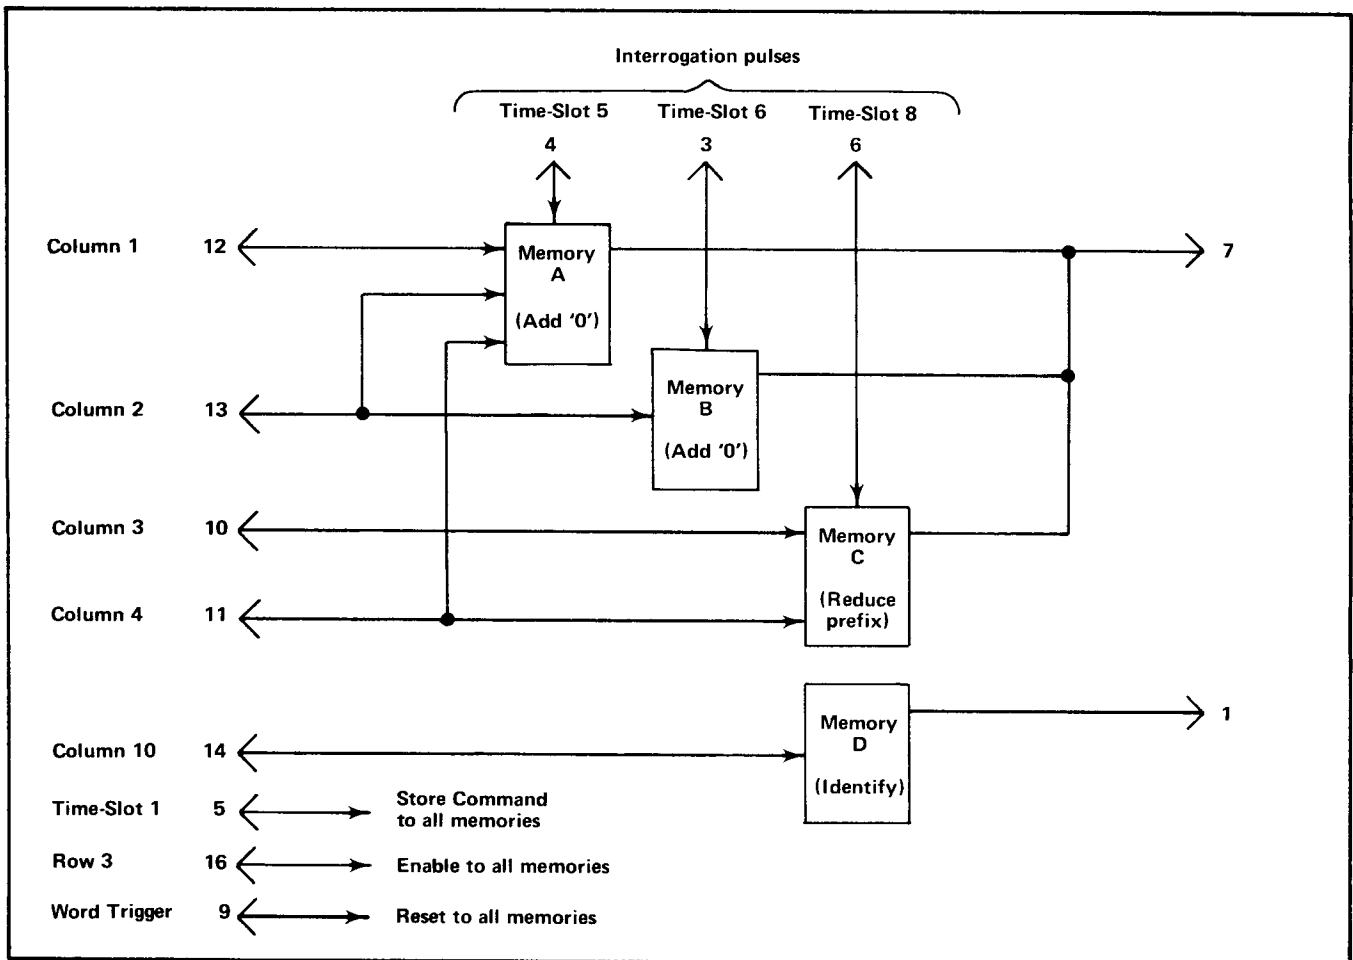 Interrogation pulses
Time-Slot 5 Time-Slot 6 Time-Slot 8
4 3 6
Column 1 12
Memory
A
(Add ‘0’)
7
Column 2 13
Memory
B
(Add ‘0’)
Column 3 10
Memory
C
(Reduce
prefix)
Column 4 11
Memory
D
(Identify)
1
Column 10 14
Time-Slot 1 5 Store Command
to all memories
Row 3 16 Enable to all memories
Word Trigger 9 Reset to all memories